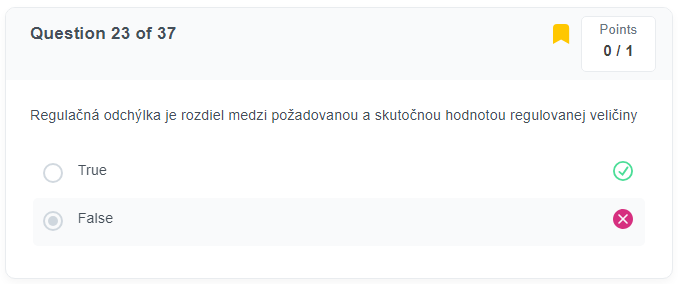 Question 23 of 37
Points
0 / 1
Regulačná odchýlka je rozdiel medzi požadovanou a skutočnou hodnotou regulovanej veličiny
True
False